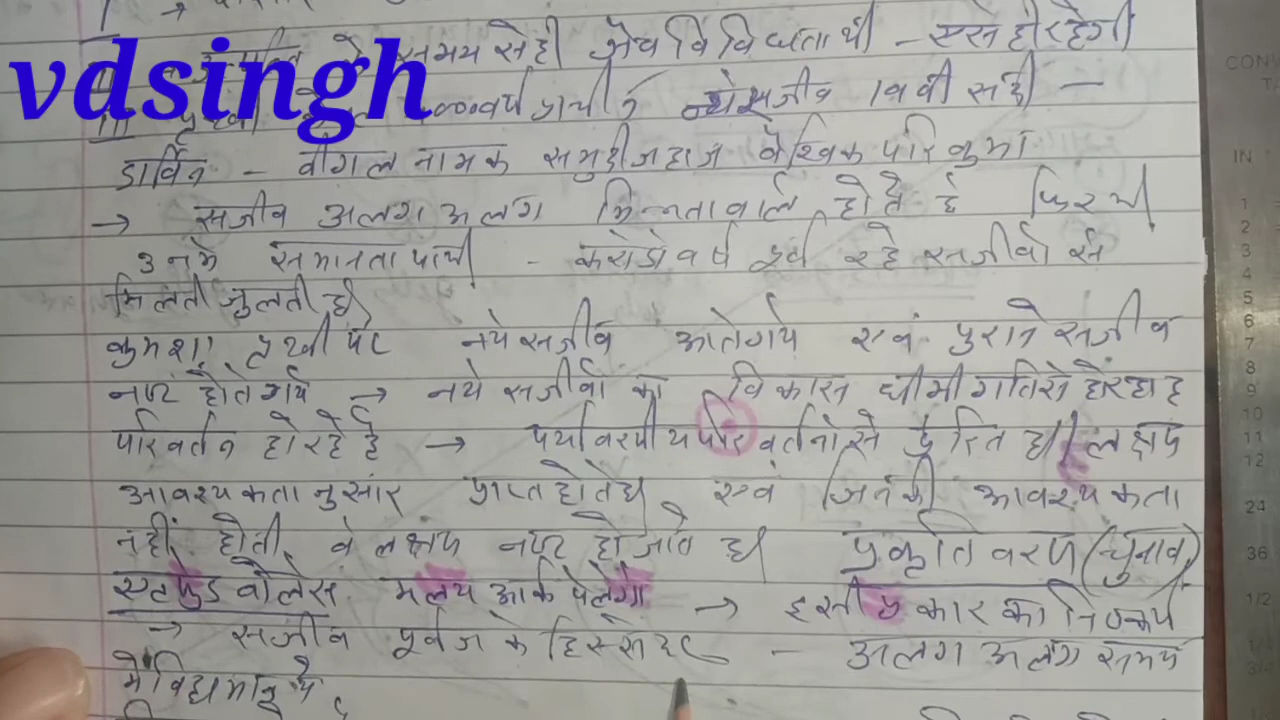 vdsingh
समय से ही जैव विविधता थी - एसे ही रहेगी
4000 वर्ष प्राचीन सजीव 19वी सदी —
डार्विन - बीगल नामक समुद्री जहाज वैश्विक परिक्रमा
→ सजीव अलग अलग भिन्नता वाले होते है फिर भी
उनमे समानता पायी - करोडो वर्ष पूर्व रहे सजीवो से
मिलती जुलती है।
क्रमशः पृथ्वी पर नये सजीव आते गये एवं पुराने सजीव
नष्ट होते गये → नये सजीवो का विकास धीमी गति से हो रहा है
परिवर्तन हो रहे है → पर्यावरणीय परिवर्तनो से प्रेरित है। लक्षण
आवश्यकतानुसार प्राप्त होते है। एवं जिनकी आवश्यकता
नहीं होती, वे लक्षण नष्ट हो जाते है। प्रकृति वरण (चुनाव)
एल्फ्रेड वॉलेस मलय आर्क पेलेगो → इसी प्रकार का निष्कर्ष
→ सजीव पूर्वज के हिस्सेदार - अलग अलग समय
मे विद्यमान थे